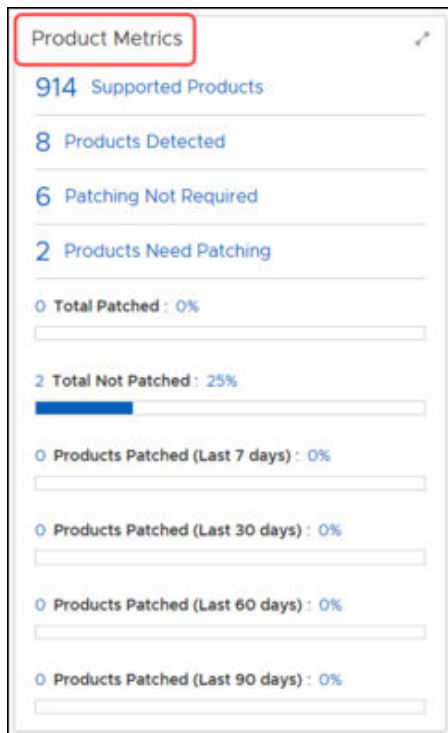 Product Metrics
914 Supported Products
8 Products Detected
6 Patching Not Required
2 Products Need Patching
0 Total Patched : 0%
2 Total Not Patched : 25%
0 Products Patched (Last 7 days) : 0%
0 Products Patched (Last 30 days) : 0%
0 Products Patched (Last 60 days) : 0%
0 Products Patched (Last 90 days) : 0%